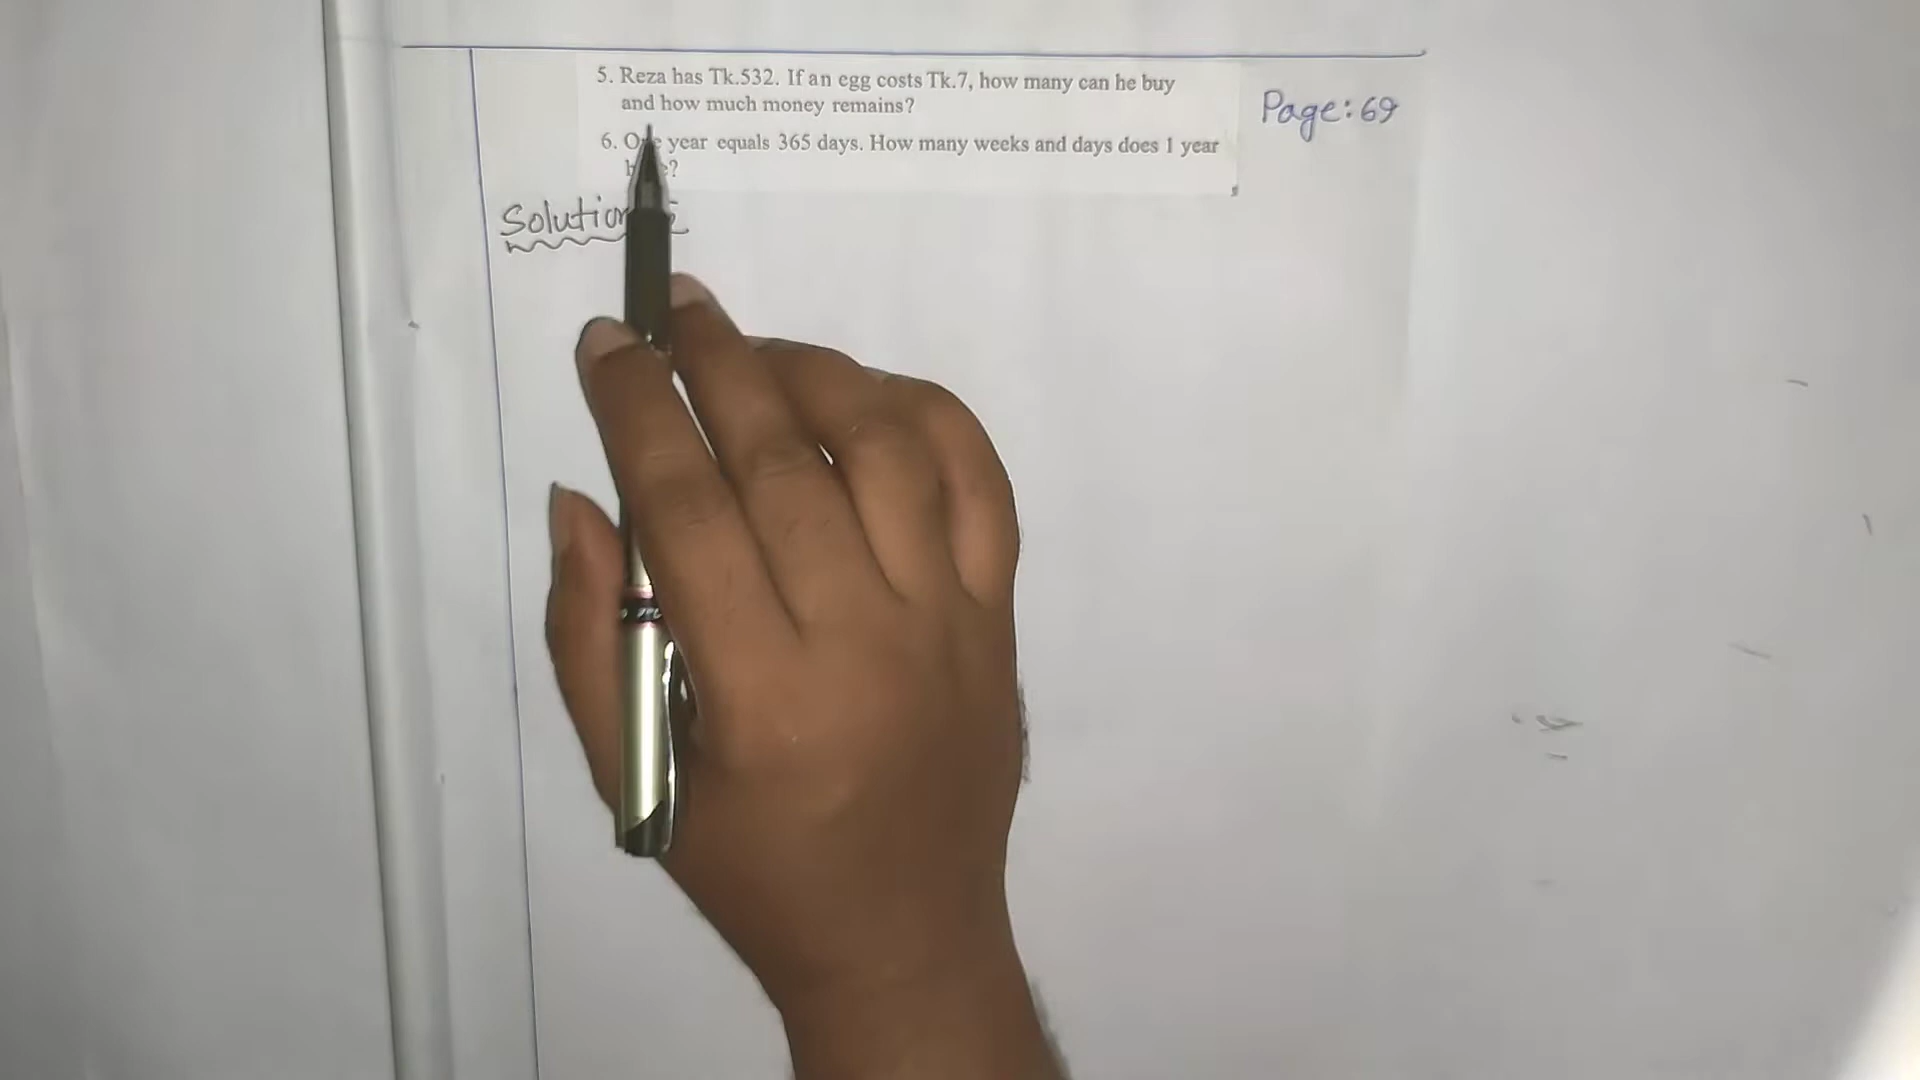 5. Reza has Tk.532. If an egg costs Tk.7, how many can he buy
and how much money remains?
Page: 69
6. One year equals 365 days. How many weeks and days does 1 year
?
Solution